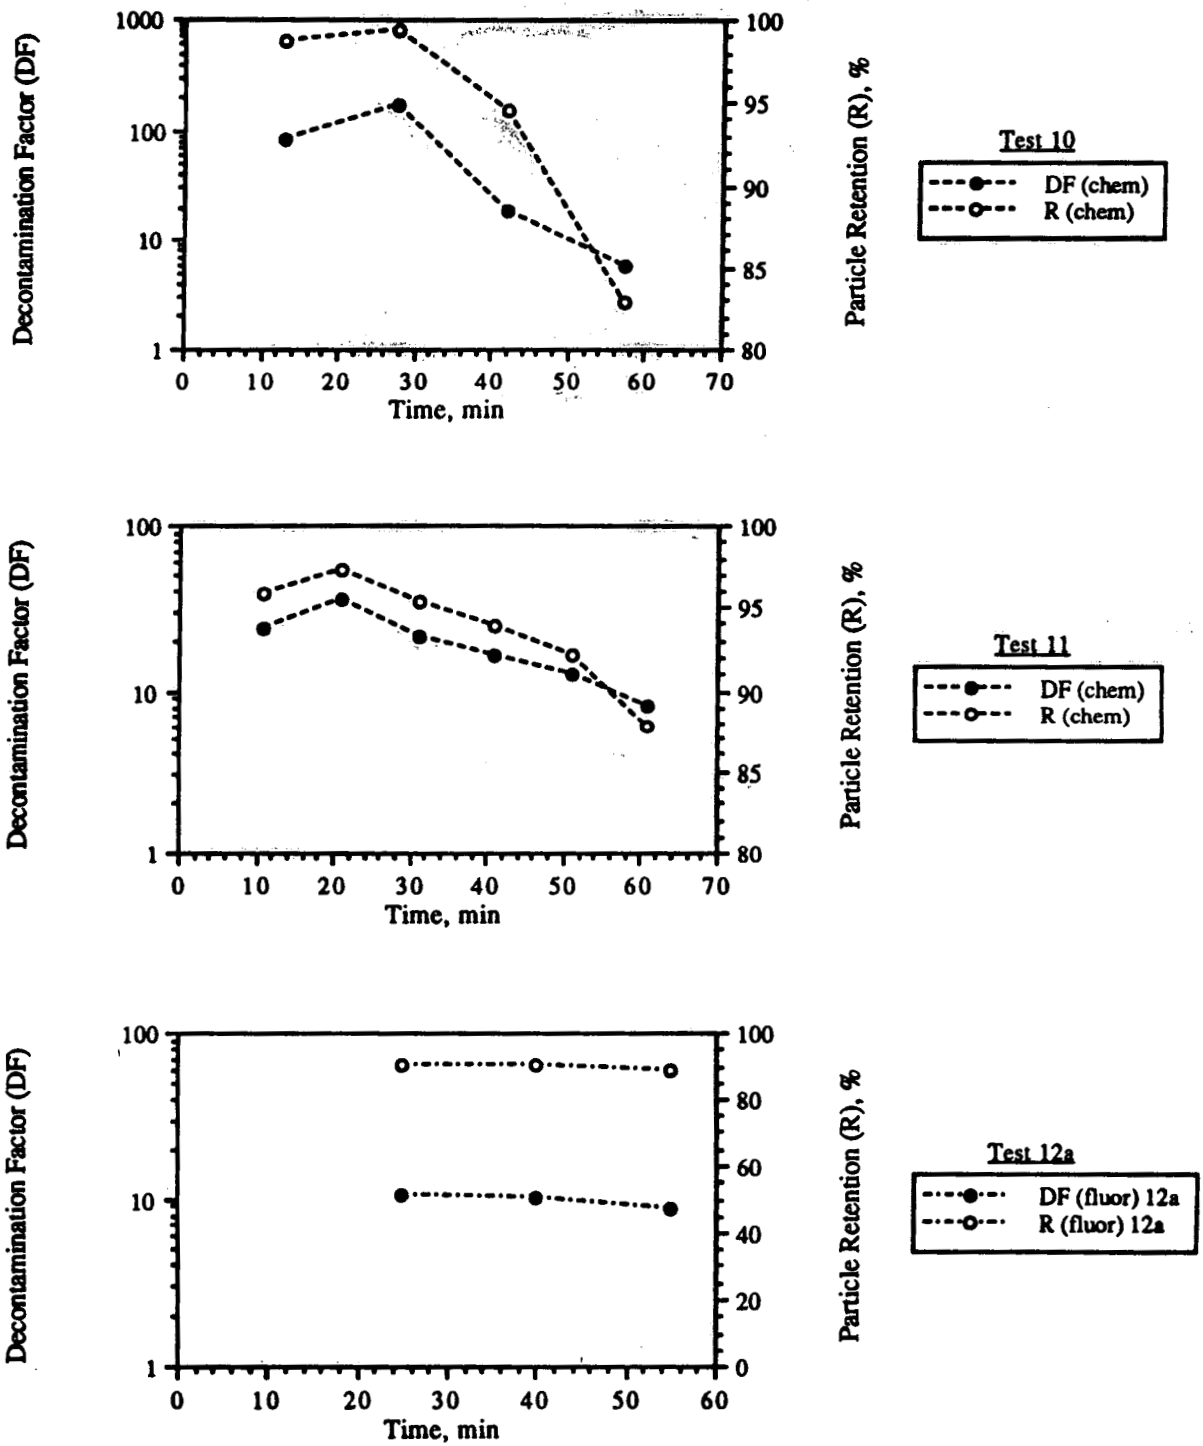 Decontamination Factor (DF)
1000
100
10
1
0 10 20 30 40 50 60 70
Time, min
100
95
90
85
80
Particle Retention (R), %
Test 10
DF (chem)
R (chem)
Decontamination Factor (DF)
100
10
1
0 10 20 30 40 50 60 70
Time, min
100
95
90
85
80
Particle Retention (R), %
Test 11
DF (chem)
R (chem)
Decontamination Factor (DF)
100
10
1
0 10 20 30 40 50 60
Time, min
100
80
60
40
20
0
Particle Retention (R), %
Test 12a
DF (fluor) 12a
R (fluor) 12a